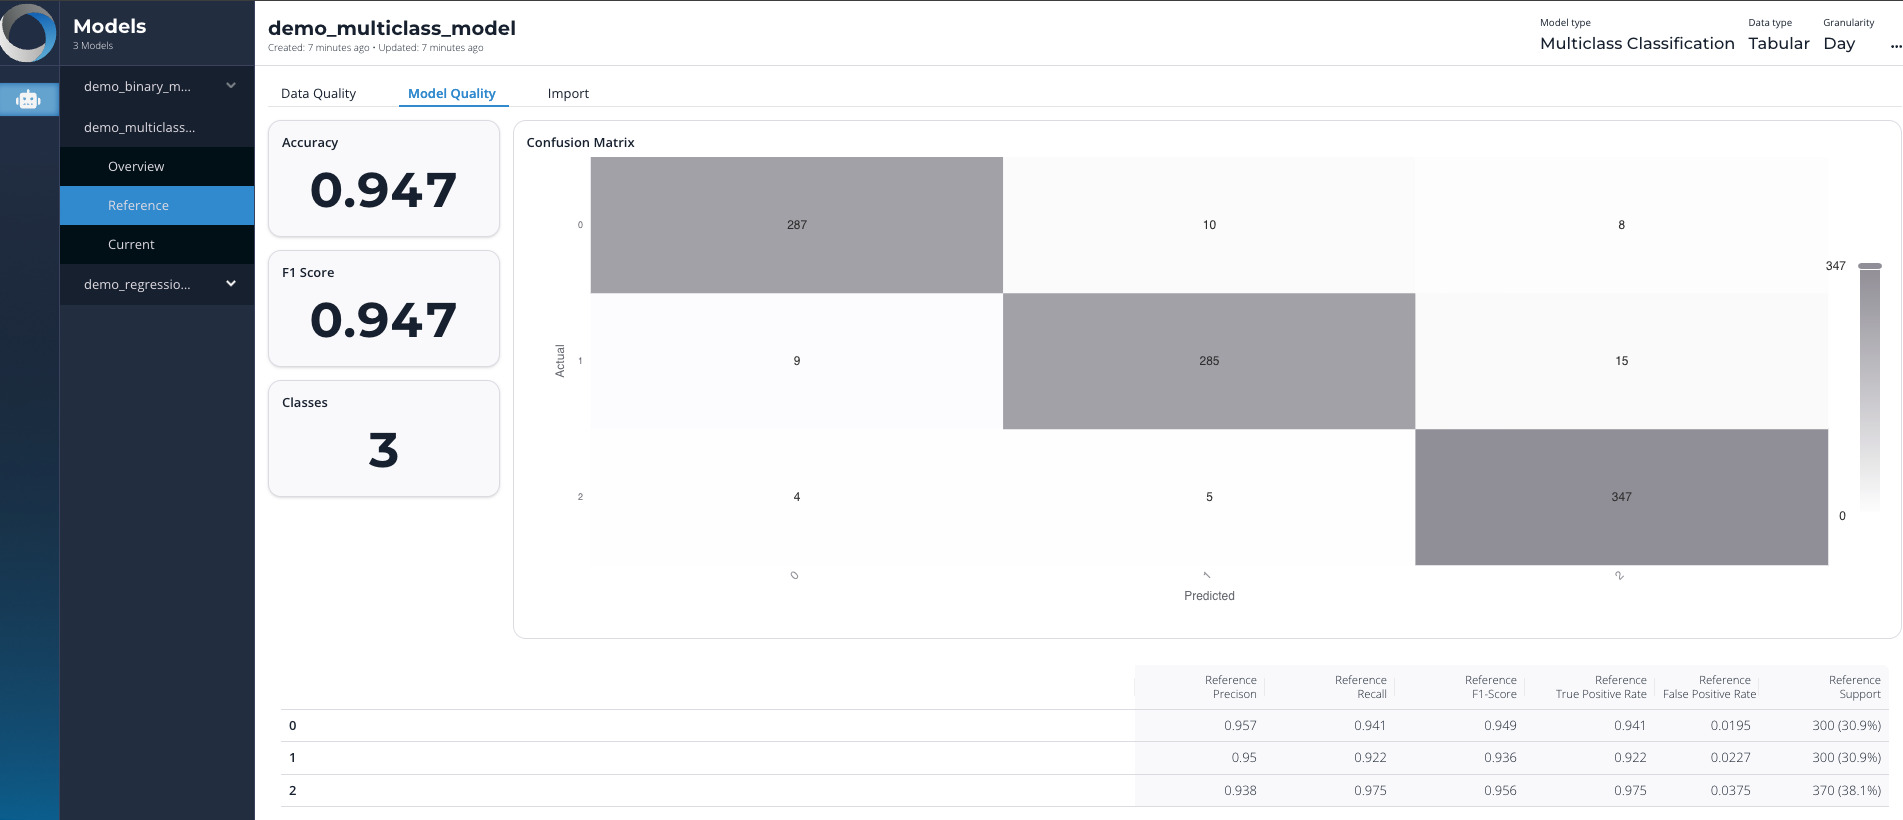 Models
3 Models
demo_binary_m...
demo_multiclass...
Overview
Reference
Current
demo_regressio...
demo_multiclass_model
Created: 7 minutes ago • Updated: 7 minutes ago
Model type
Multiclass Classification
Data type
Tabular
Granularity
Day
...
Data Quality
Model Quality
Import
Accuracy
0.947
F1 Score
0.947
Classes
3
Confusion Matrix
Actual
0
287
10
8
1
9
285
15
2
4
5
347
0
1
2
Predicted
347
0
Reference Precison
Reference Recall
Reference F1-Score
Reference True Positive Rate
Reference False Positive Rate
Reference Support
0 0.957 0.941 0.949 0.941 0.0195 300 (30.9%)
1 0.95 0.922 0.936 0.922 0.0227 300 (30.9%)
2 0.938 0.975 0.956 0.975 0.0375 370 (38.1%)